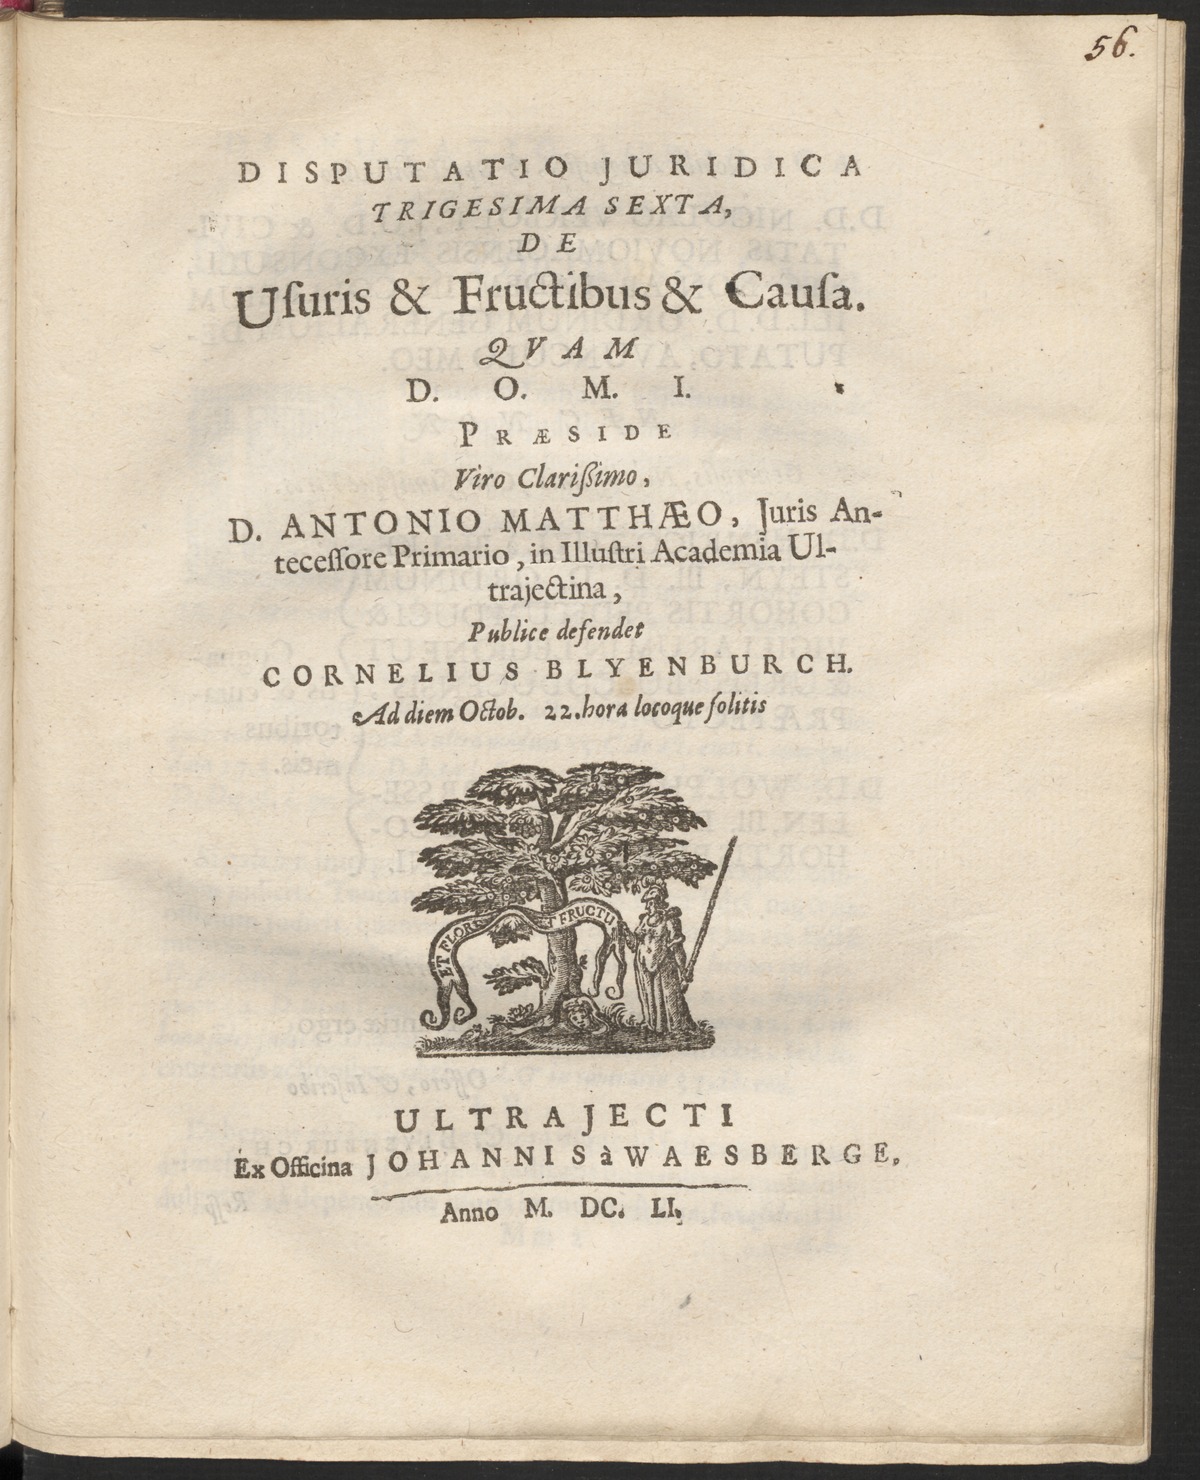 56.
DISPUTATIO JURIDICA
TRIGESIMA SEXTA,
DE
Uſuris & Fructibus & Cauſa.
QVAM
D. O. M. I.
PRÆSIDE
Viro Clariſsimo,
D. ANTONIO MATTHÆO, Juris An-
teceſſore Primario, in Illuſtri Academia Ul-
trajectina,
Publice defendet
CORNELIUS BLYENBURCH.
Ad diem Octob. 22. hora locoque ſolitis
ET FLORE ET FRUCTU
ULTRAJECTI
Ex Officina JOHANNIS à WAESBERGE,
Anno M. DC. LI.